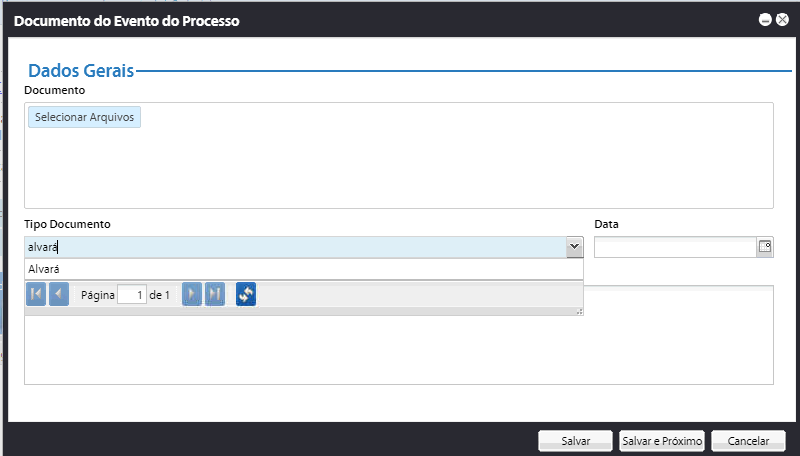 Documento do Evento do Processo
Dados Gerais
Documento
Selecionar Arquivos
Tipo Documento
Data
alvará
Alvará
Página 1 de 1
Salvar
Salvar e Próximo
Cancelar